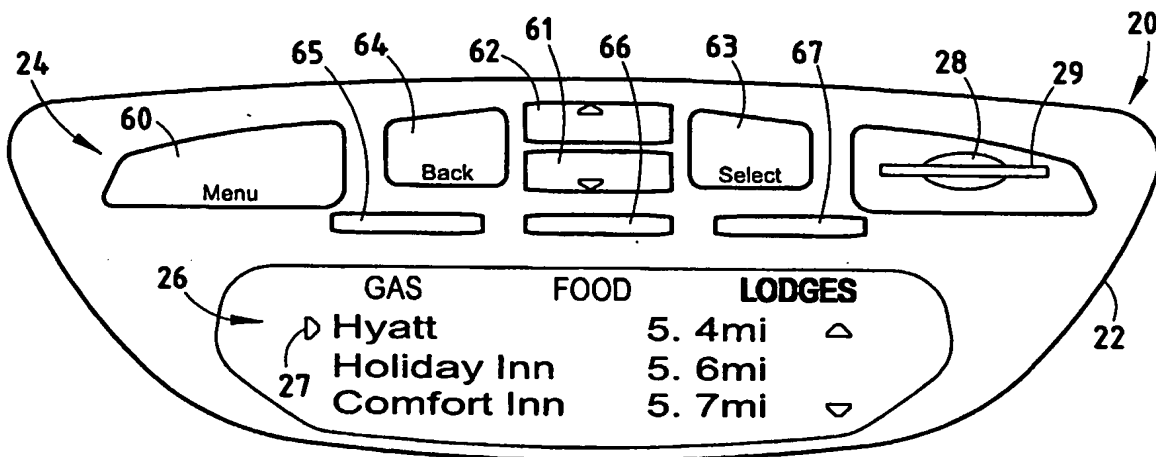 20
61
64
62
66
63
67
65
28
29
24
60
Menu
Back
Select
26
GAS FOOD LODGES
Hyatt 5. 4mi
27
Holiday Inn 5. 6mi
Comfort Inn 5. 7mi
22